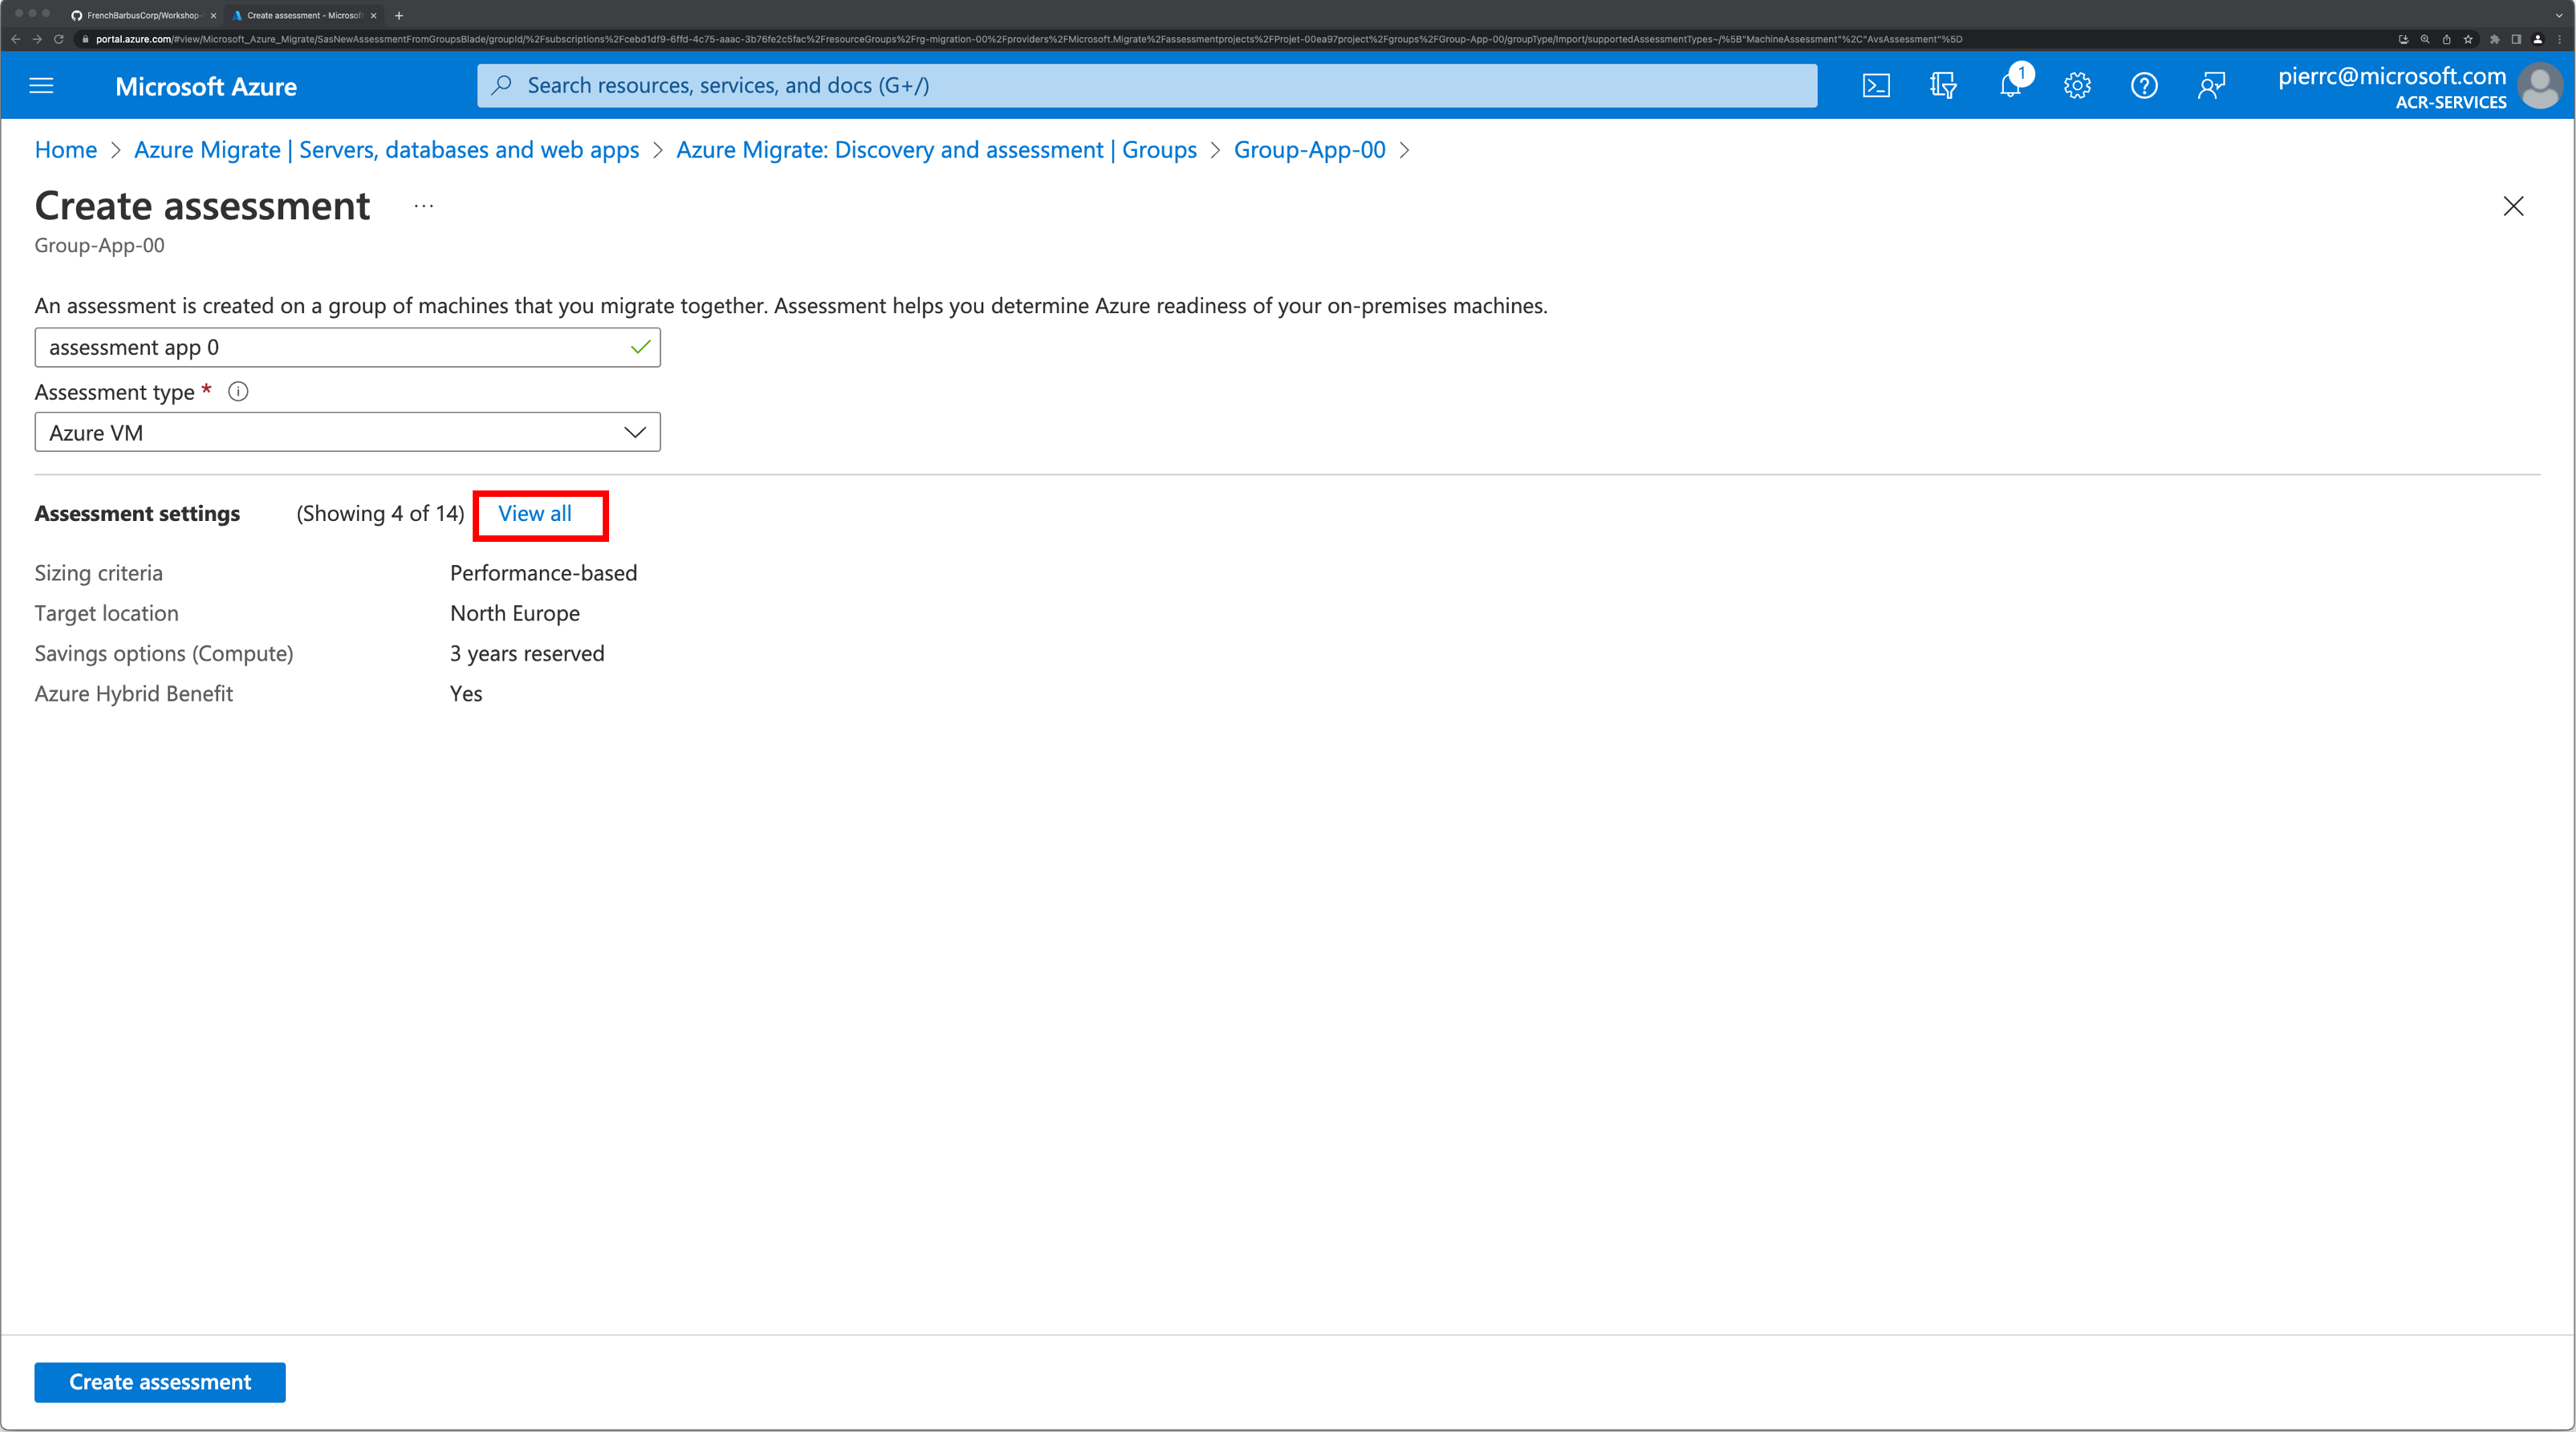 FrenchBarbusCorp/Workshop-
Create assessment - Microsof
portal.azure.com/#view/Microsoft_Azure_Migrate/SasNewAssessmentFromGroupsBlade/groupId/%2Fsubscriptions%2Fcebd1df9-6ffd-4c75-aaac-3b76fe2c5fac%2FresourceGroups%2Frg-migration-00%2Fproviders%2FMicrosoft.Migrate%2Fassessmentprojects%2FProjet-00ea97project%2Fgroups%2FGroup-App-00/groupType/Import/supportedAssessmentTypes~/%5B"MachineAssessment"%2C"AvsAssessment"%5D
Microsoft Azure
Search resources, services, and docs (G+/)
1
pierrc@microsoft.com
ACR-SERVICES
Home > Azure Migrate | Servers, databases and web apps > Azure Migrate: Discovery and assessment | Groups > Group-App-00 >
Create assessment ...
Group-App-00
An assessment is created on a group of machines that you migrate together. Assessment helps you determine Azure readiness of your on-premises machines.
assessment app 0
Assessment type *
Azure VM
Assessment settings (Showing 4 of 14) View all
Sizing criteria Performance-based
Target location North Europe
Savings options (Compute) 3 years reserved
Azure Hybrid Benefit Yes
Create assessment